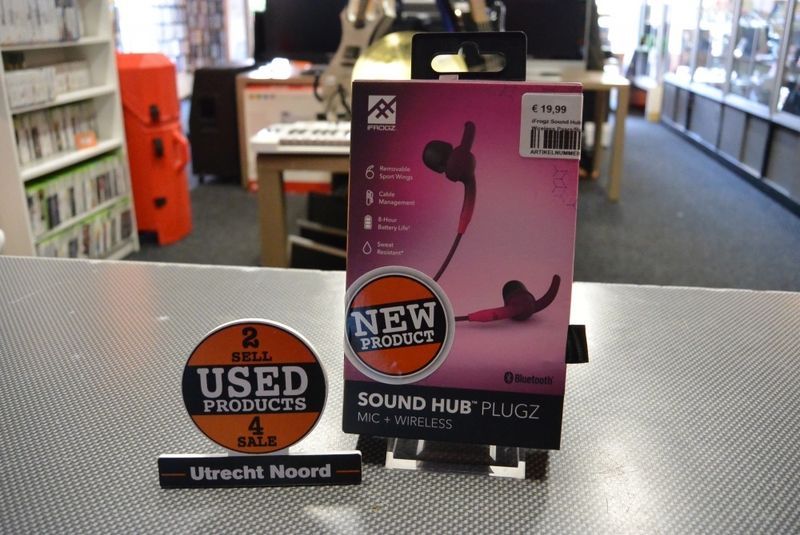 iFROGZ
€ 19,99
iFrogz Sound Hub
ARTIKELNUMMER
Removable
Sport Wings
Cable
Management
8-Hour
Battery Life
Sweat
Resistant*
NEW
PRODUCT
Bluetooth
SOUND HUB™ PLUGZ
MIC + WIRELESS
2
SELL
USED
PRODUCTS
4
SALE
Utrecht Noord